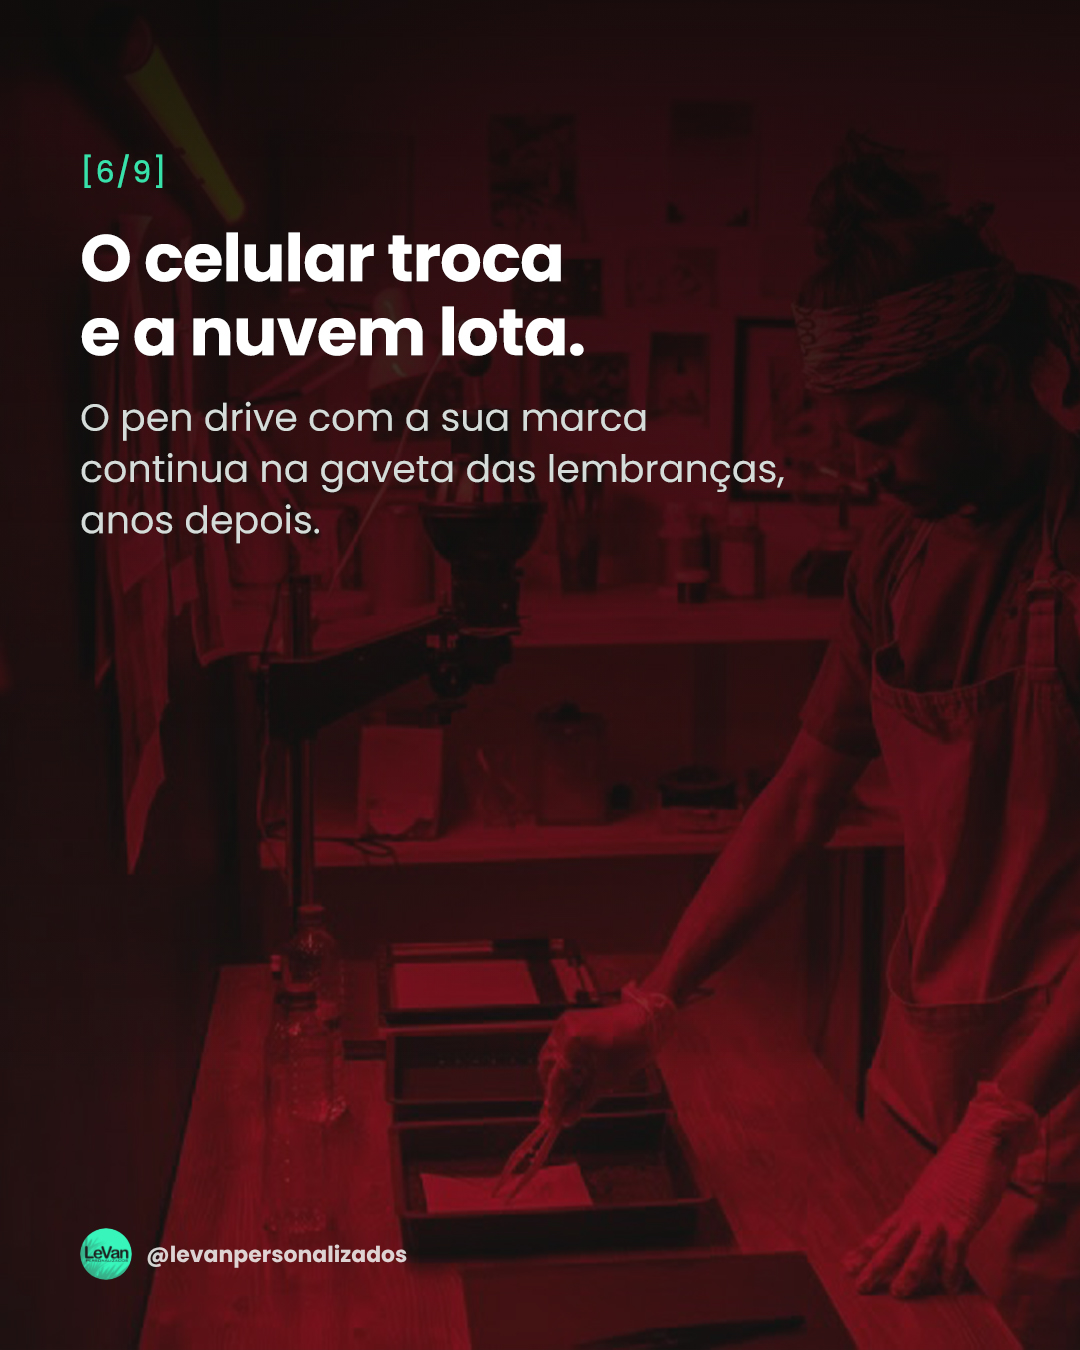 [6/9]
O celular troca
e a nuvem lota.
O pen drive com a sua marca
continua na gaveta das lembranças,
anos depois.
LeVan
@levanpersonalizados